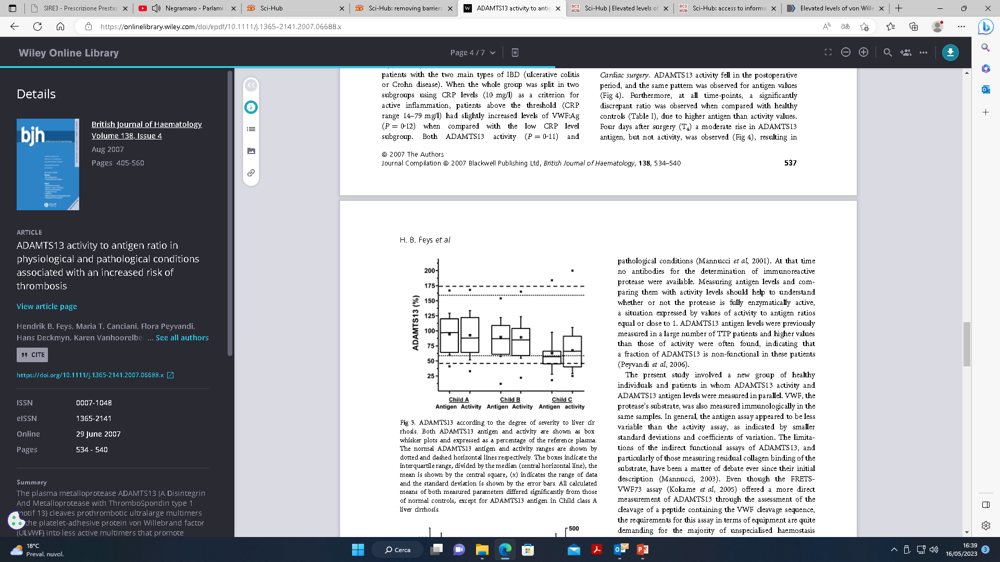 SIRE3 - Prescrizione Prestaz
Negramaro - Parlami
Sci-Hub
Sci-Hub: removing barriers
ADAMTS13 activity to antig
Sci-Hub | Elevated levels of
Sci-Hub: access to informa
Elevated levels of von Wille
https://onlinelibrary.wiley.com/doi/epdf/10.1111/j.1365-2141.2007.06688.x
Wiley Online Library
Page 4 / 7
Details
bjh
British Journal of Haematology
Volume 138, Issue 4
Aug 2007
Pages 405-560
ARTICLE
ADAMTS13 activity to antigen ratio in
physiological and pathological conditions
associated with an increased risk of
thrombosis
View article page
Hendrik B. Feys, Maria T. Canciani, Flora Peyvandi,
Hans Deckmyn, Karen Vanhoorelbe ... See all authors
CITE
https://doi.org/10.1111/j.1365-2141.2007.06688.x
ISSN 0007-1048
eISSN 1365-2141
Online 29 June 2007
Pages 534 - 540
Summary
The plasma metalloprotease ADAMTS13 (A Disintegrin
And Metalloprotease with ThromboSpondin type 1
motif 13) cleaves prothrombotic ultralarge multimers
the platelet-adhesive protein von Willebrand factor
(ULVWF) into less active multimers that promote
patients with the two main types of IBD (ulcerative colitis
or Crohn disease). When the whole group was split in two
subgroups using CRP levels (10 mg/l) as a criterion for
active inflammation, patients above the threshold (CRP
range 14–79 mg/l) had slightly increased levels of VWF:Ag
(P = 0·12) when compared with the low CRP level
subgroup. Both ADAMTS13 activity (P = 0·11) and
Cardiac surgery. ADAMTS13 activity fell in the postoperative
period, and the same pattern was observed for antigen values
(Fig 4). Furthermore, at all time-points, a significantly
discrepant ratio was observed when compared with healthy
controls (Table I), due to higher antigen than activity values.
Four days after surgery (T4) a moderate rise in ADAMTS13
antigen, but not activity, was observed (Fig 4), resulting in
© 2007 The Authors
Journal Compilation © 2007 Blackwell Publishing Ltd, British Journal of Haematology, 138, 534–540 537
H. B. Feys et al
ADAMTS13 (%)
200
175
150
125
100
75
50
25
Child A Child B Child C
Antigen Activity Antigen Activity Antigen activity
Fig 3. ADAMTS13 according to the degree of severity to liver cir
rhosis. Both ADAMTS13 antigen and activity are shown as box
whisker plots and expressed as a percentage of the reference plasma.
The normal ADAMTS13 antigen and activity ranges are shown by
dotted and dashed horizontal lines respectively. The boxes indicate the
interquartile range, divided by the median (central horizontal line), the
mean is shown by the central square, (x) indicates the range of data
and the standard deviation is shown by the error bars. All calculated
means of both measured parameters differed significantly from those
of normal controls, except for ADAMTS13 antigen in Child class A
liver cirrhosis.
500
pathological conditions (Mannucci et al, 2001). At that time
no antibodies for the determination of immunoreactive
protease were available. Measuring antigen levels and com-
paring them with activity levels should help to understand
whether or not the protease is fully enzymatically active,
a situation expressed by values of activity to antigen ratios
equal or close to 1. ADAMTS13 antigen levels were previously
measured in a large number of TTP patients and higher values
than those of activity were often found, indicating that
a fraction of ADAMTS13 is non-functional in these patients
(Peyvandi et al, 2006).
The present study involved a new group of healthy
individuals and patients in whom ADAMTS13 activity and
ADAMTS13 antigen levels were measured in parallel. VWF, the
protease's substrate, was also measured immunologically in the
same samples. In general, the antigen assay appeared to be less
variable than the activity assay, as indicated by smaller
standard deviations and coefficients of variation. The limita-
tions of the indirect functional assays of ADAMTS13, and
particularly of those measuring residual collagen binding of the
substrate, have been a matter of debate ever since their initial
description (Mannucci, 2003). Even though the FRETS-
VWF73 assay (Kokame et al, 2005) offered a more direct
measurement of ADAMTS13 through the assessment of the
cleavage of a peptide containing the VWF cleavage sequence,
the requirements for this assay in terms of equipment are quite
demanding for the majority of unspecialised haemostasis
18°C
Preval. nuvol.
Cerca
16:39
16/05/2023
3